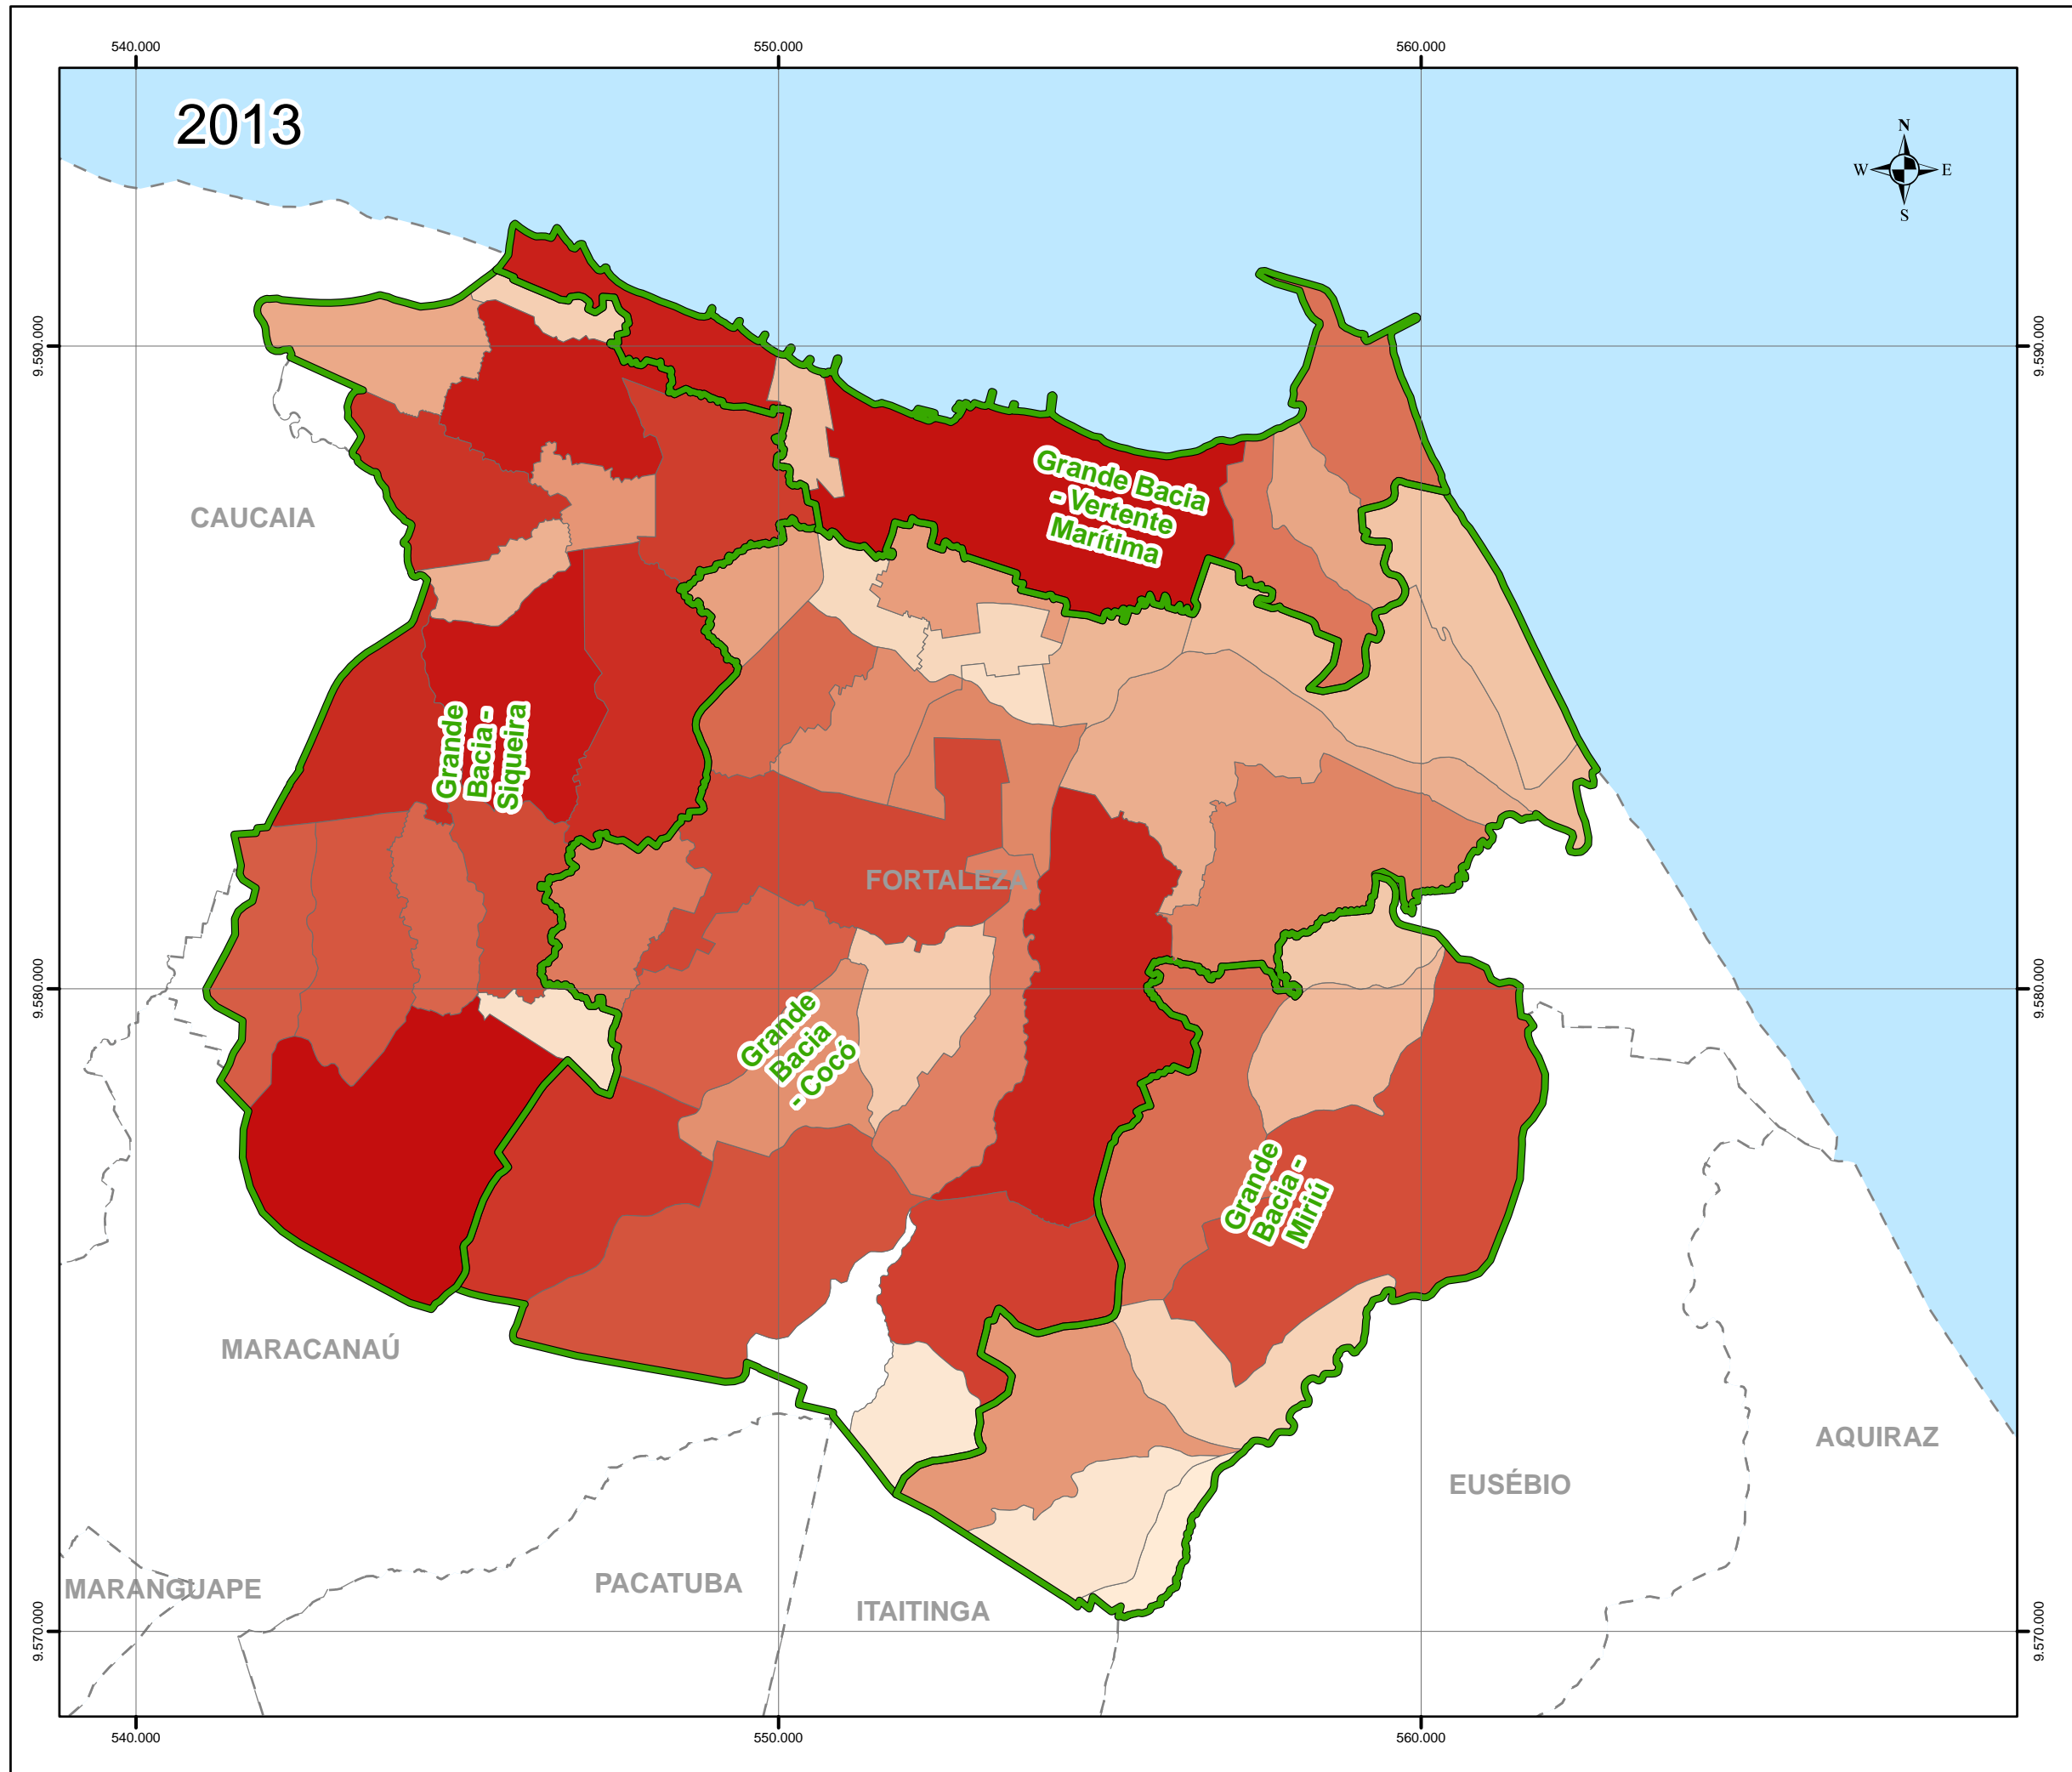 540.000
550.000
560.000
2013
N
W
E
S
9.590.000
9.590.000
Grande Bacia
- Vertente
Marítima
CAUCAIA
Grande
Bacia -
Siqueira
FORTALEZA
9.580.000
9.580.000
Grande
Bacia
- Cocó
Grande
Bacia -
Miriú
MARACANAÚ
AQUIRAZ
EUSÉBIO
MARANGUAPE
PACATUBA
ITAITINGA
9.570.000
9.570.000
540.000
550.000
560.000